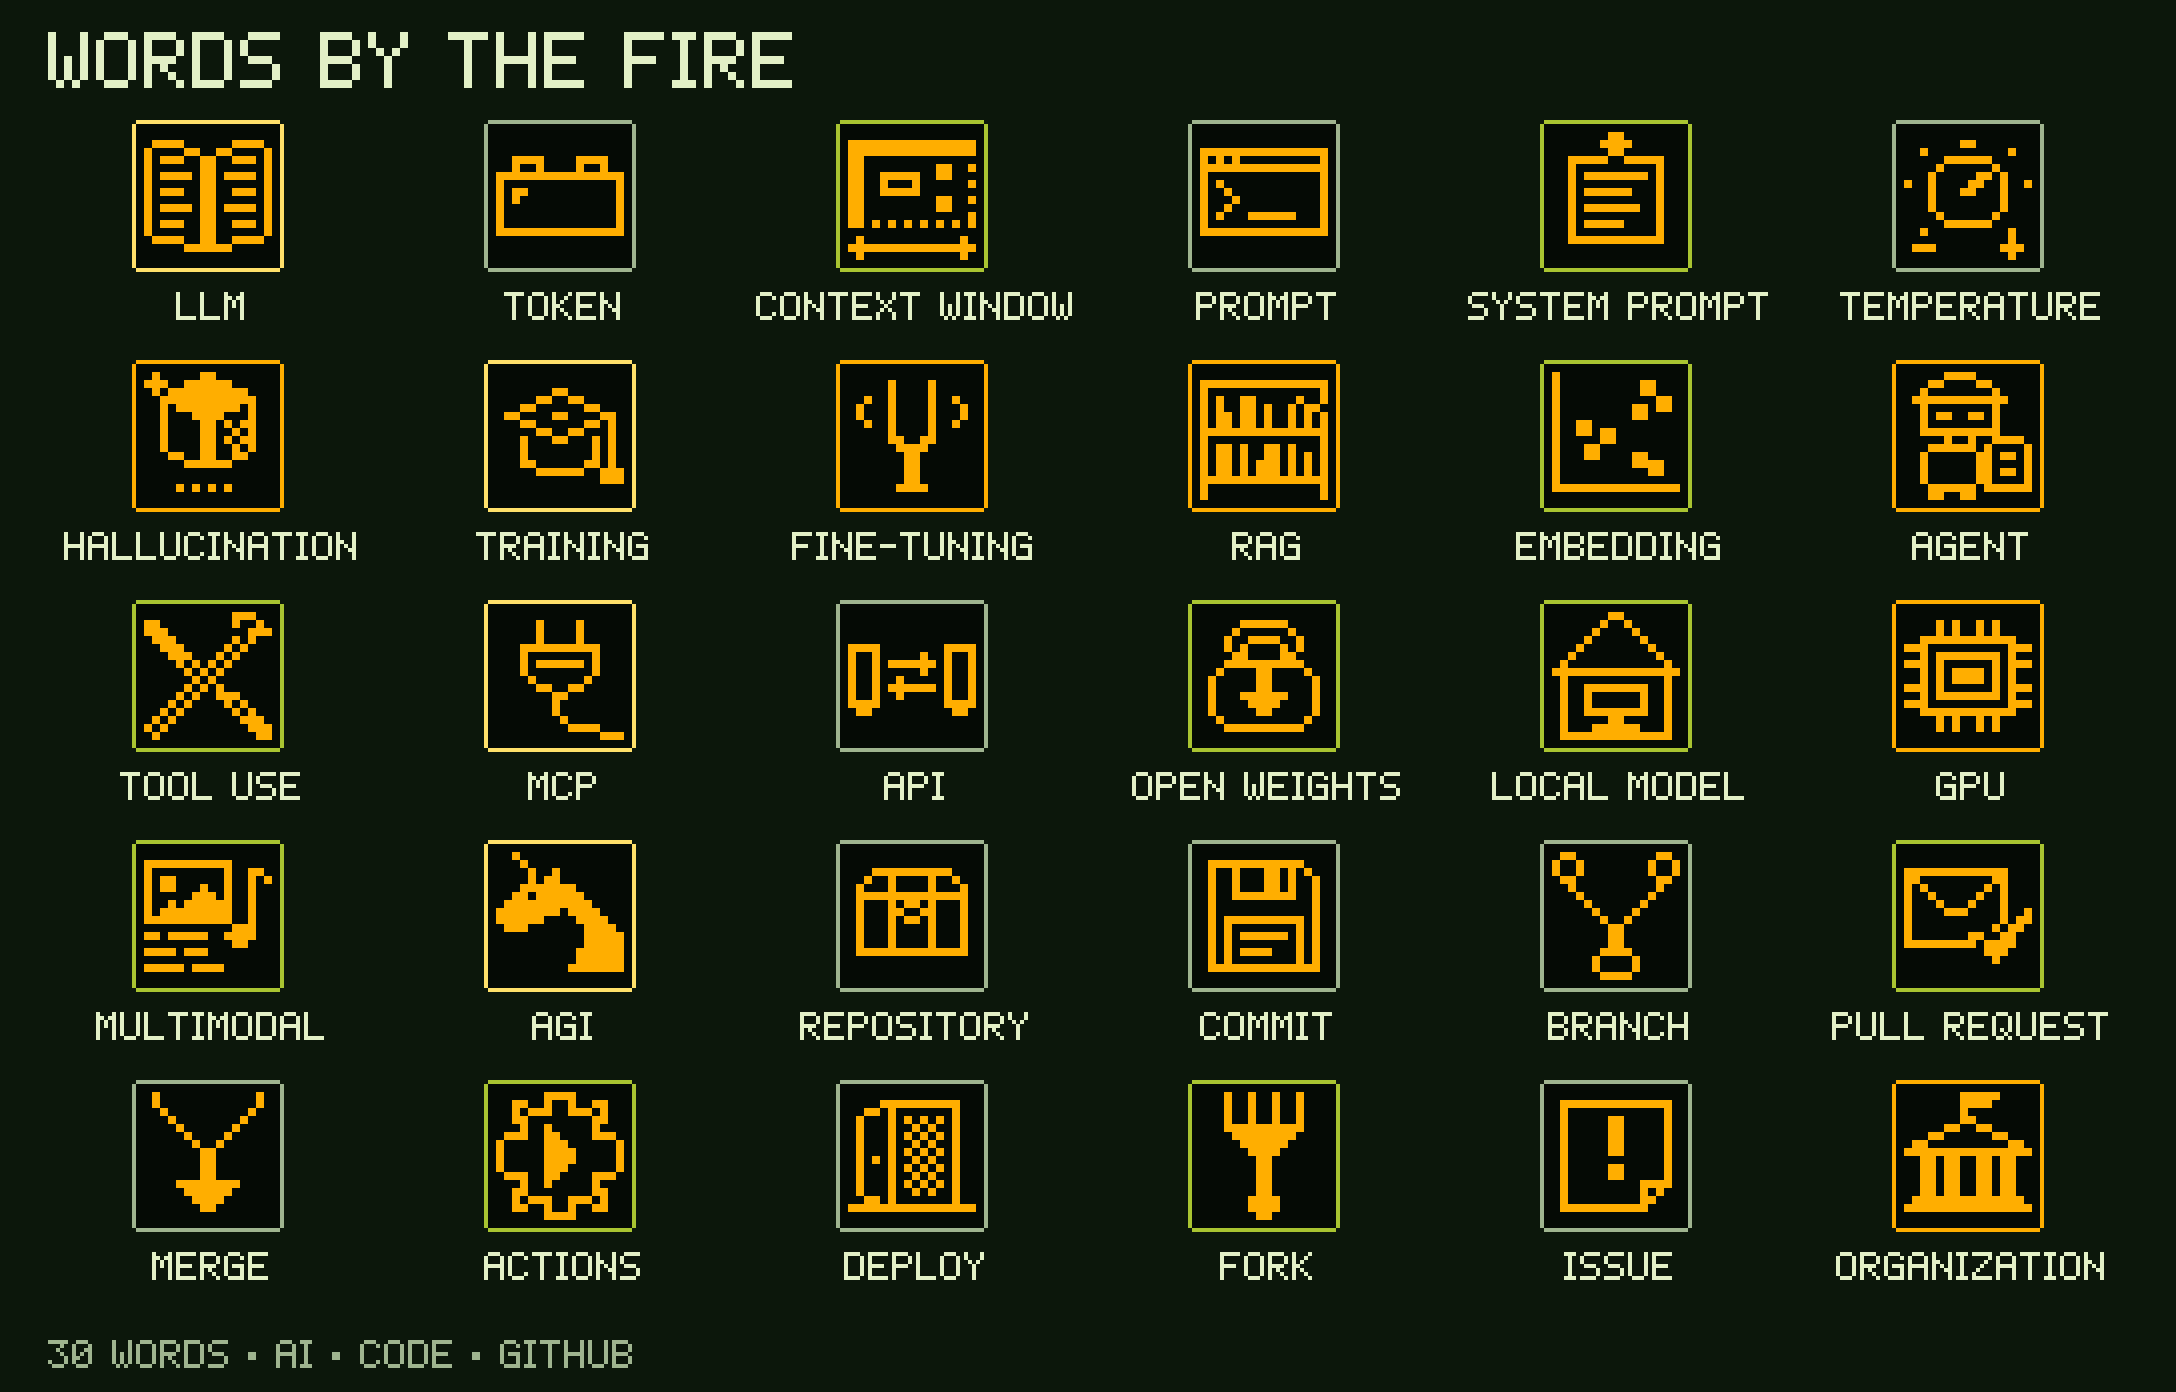 WORDS BY THE FIRE
LLM TOKEN CONTEXT WINDOW PROMPT SYSTEM PROMPT TEMPERATURE
HALLUCINATION TRAINING FINE-TUNING RAG EMBEDDING AGENT
TOOL USE MCP API OPEN WEIGHTS LOCAL MODEL GPU
MULTIMODAL AGI REPOSITORY COMMIT BRANCH PULL REQUEST
MERGE ACTIONS DEPLOY FORK ISSUE ORGANIZATION
30 WORDS · AI · CODE · GITHUB